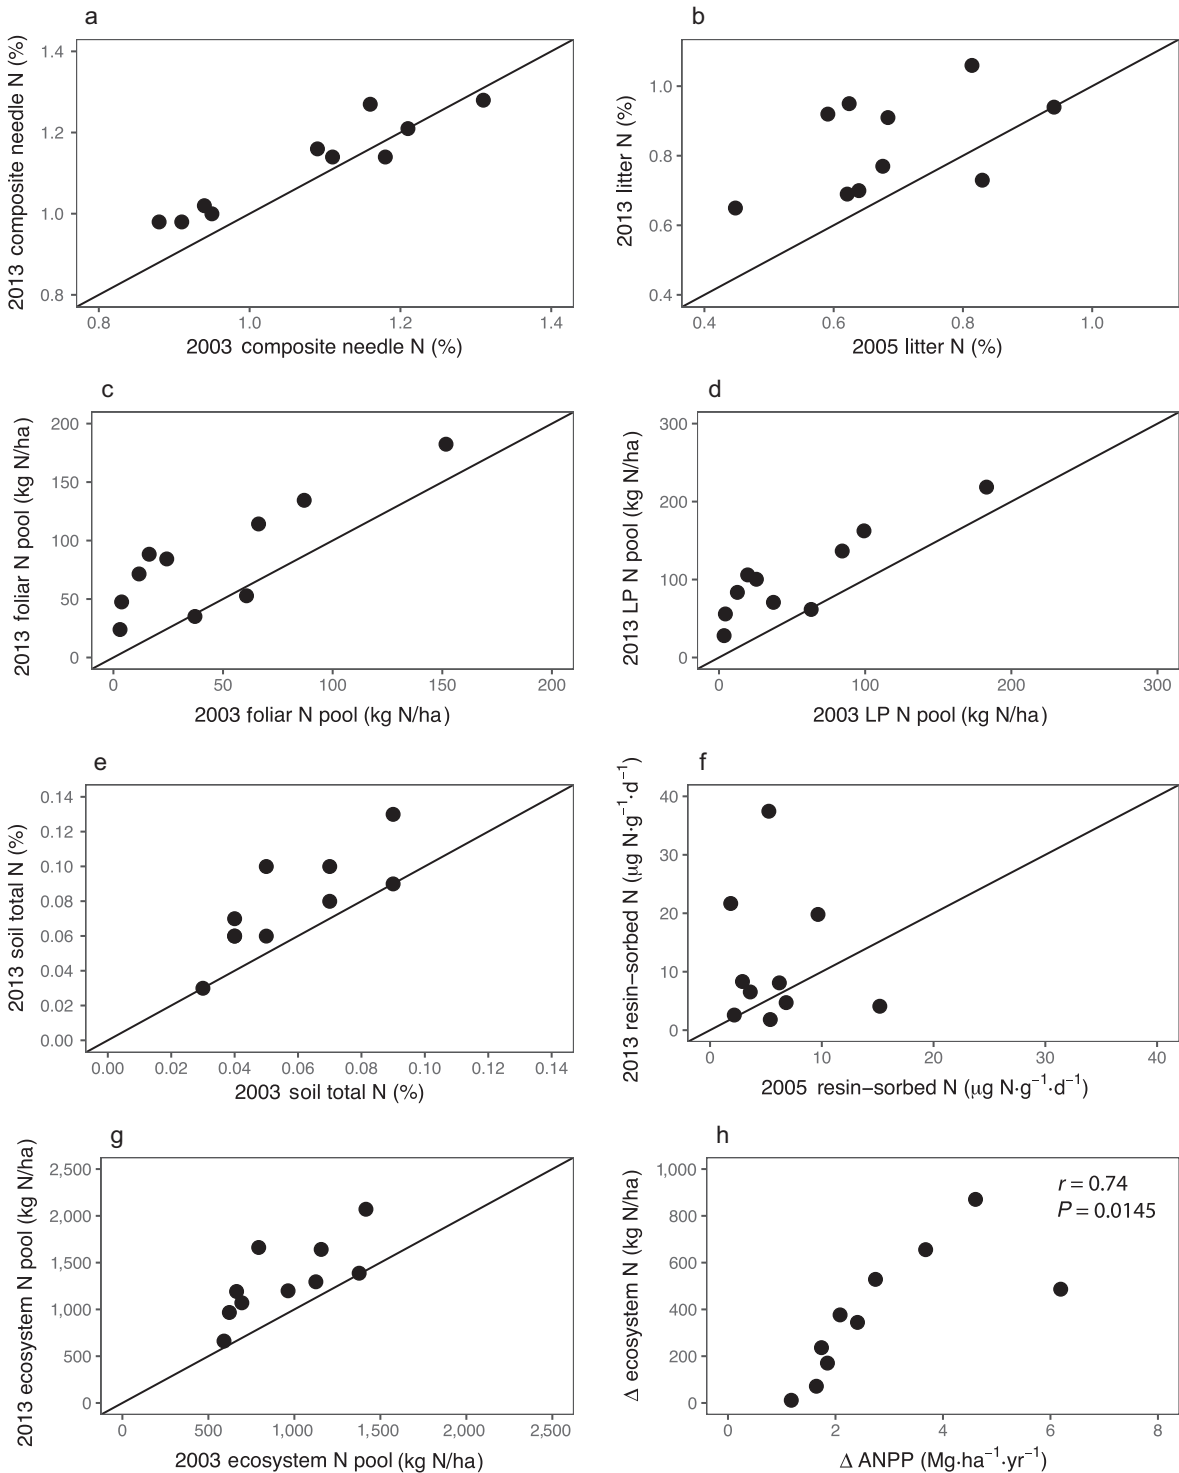 a
2013 composite needle N (%)
1.4
1.2
1.0
0.8
0.8 1.0 1.2 1.4
2003 composite needle N (%)
b
2013 litter N (%)
1.0
0.8
0.6
0.4
0.4 0.6 0.8 1.0
2005 litter N (%)
c
2013 foliar N pool (kg N/ha)
200
150
100
50
0
0 50 100 150 200
2003 foliar N pool (kg N/ha)
d
2013 LP N pool (kg N/ha)
300
200
100
0
0 100 200 300
2003 LP N pool (kg N/ha)
e
2013 soil total N (%)
0.14
0.12
0.10
0.08
0.06
0.04
0.02
0.00
0.00 0.02 0.04 0.06 0.08 0.10 0.12 0.14
2003 soil total N (%)
f
2013 resin−sorbed N (μg N·g⁻¹·d⁻¹)
40
30
20
10
0
0 10 20 30 40
2005 resin−sorbed N (μg N·g⁻¹·d⁻¹)
g
2013 ecosystem N pool (kg N/ha)
2,500
2,000
1,500
1,000
500
0
0 500 1,000 1,500 2,000 2,500
2003 ecosystem N pool (kg N/ha)
h
Δ ecosystem N (kg N/ha)
1,000
800
600
400
200
0
r = 0.74
P = 0.0145
0 2 4 6 8
Δ ANPP (Mg·ha⁻¹·yr⁻¹)